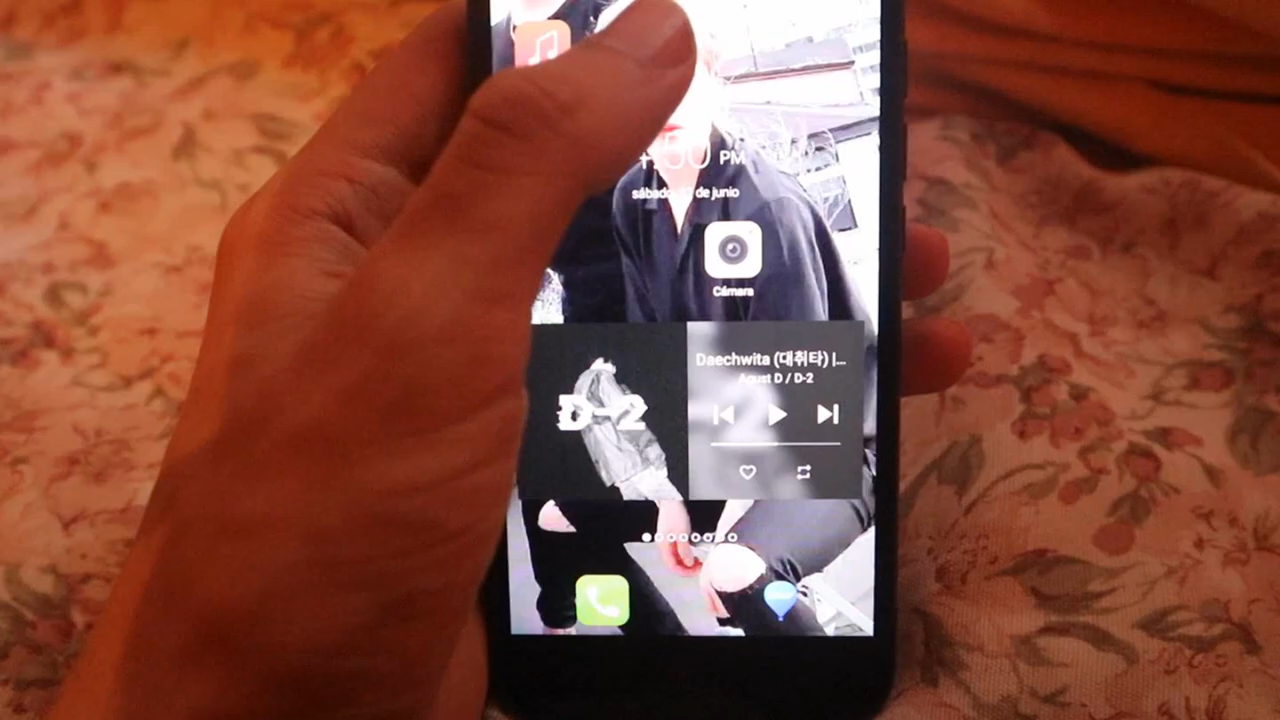 PM
sábado de junio
Cámara
D-2
Daechwita (대취타) |...
Agust D / D-2